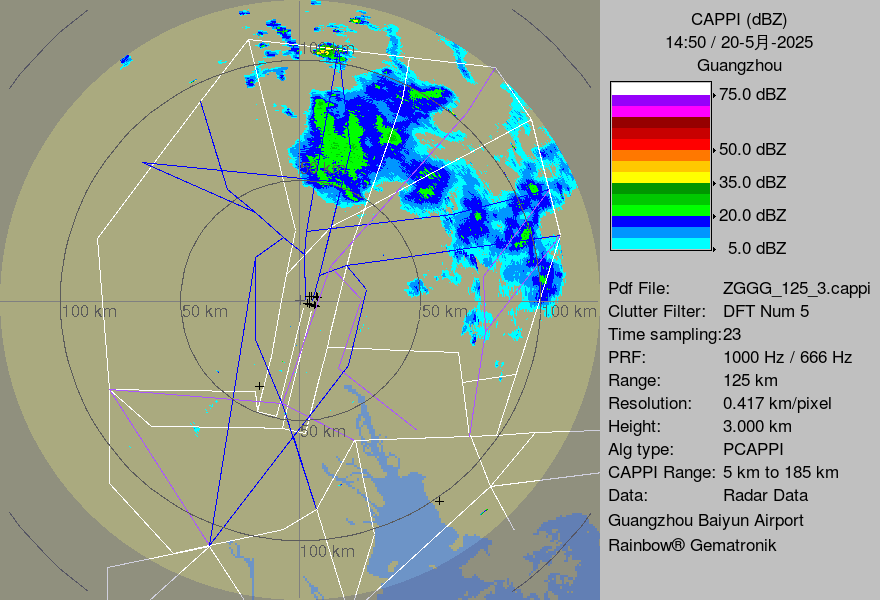 100 km
50 km
100 km
50 km
50 km
100 km
50 km
100 km
CAPPI (dBZ)
14:50 / 20-5月-2025
Guangzhou
75.0 dBZ
50.0 dBZ
35.0 dBZ
20.0 dBZ
5.0 dBZ
Pdf File: ZGGG_125_3.cappi
Clutter Filter: DFT Num 5
Time sampling:23
PRF: 1000 Hz / 666 Hz
Range: 125 km
Resolution: 0.417 km/pixel
Height: 3.000 km
Alg type: PCAPPI
CAPPI Range: 5 km to 185 km
Data: Radar Data
Guangzhou Baiyun Airport
Rainbow® Gematronik